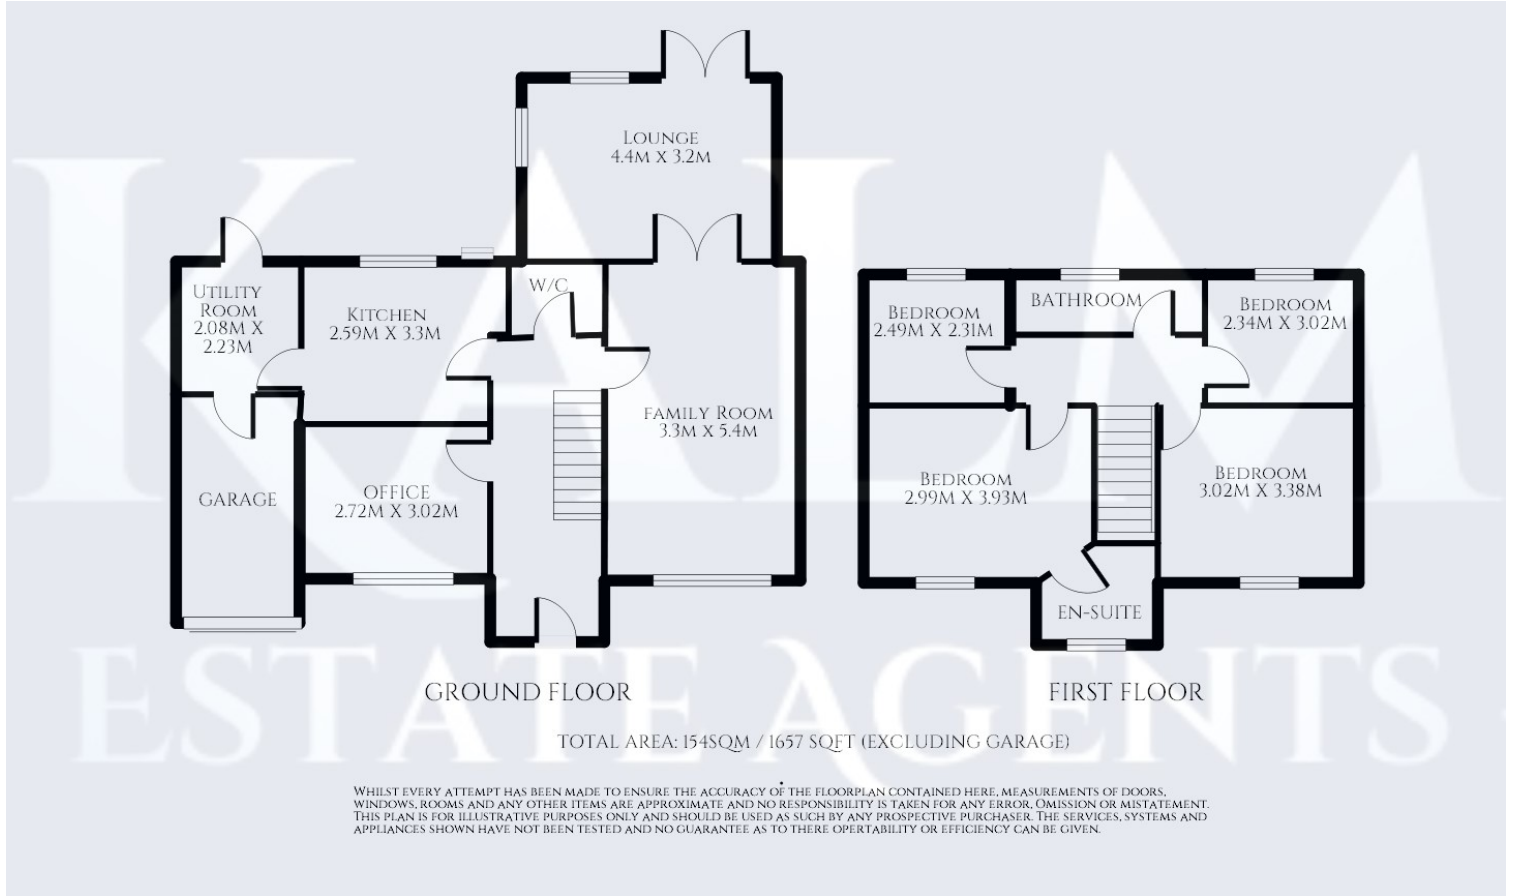 LOUNGE
4.4M X 3.2M
UTILITY
ROOM
2.08M X
2.23M
KITCHEN
2.59M X 3.3M
W/C
FAMILY ROOM
3.3M X 5.4M
GARAGE
OFFICE
2.72M X 3.02M
BEDROOM
2.49M X 2.31M
BATHROOM
BEDROOM
2.34M X 3.02M
BEDROOM
2.99M X 3.93M
BEDROOM
3.02M X 3.38M
EN-SUITE
KALM
ESTATE AGENTS
GROUND FLOOR
FIRST FLOOR
TOTAL AREA: 154SQM / 1657 SQFT (EXCLUDING GARAGE)
WHILST EVERY ATTEMPT HAS BEEN MADE TO ENSURE THE ACCURACY OF THE FLOORPLAN CONTAINED HERE, MEASUREMENTS OF DOORS,
WINDOWS, ROOMS AND ANY OTHER ITEMS ARE APPROXIMATE AND NO RESPONSIBILITY IS TAKEN FOR ANY ERROR, OMISSION OR MISTATEMENT.
THIS PLAN IS FOR ILLUSTRATIVE PURPOSES ONLY AND SHOULD BE USED AS SUCH BY ANY PROSPECTIVE PURCHASER. THE SERVICES, SYSTEMS AND
APPLIANCES SHOWN HAVE NOT BEEN TESTED AND NO GUARANTEE AS TO THERE OPERTABILITY OR EFFICIENCY CAN BE GIVEN.